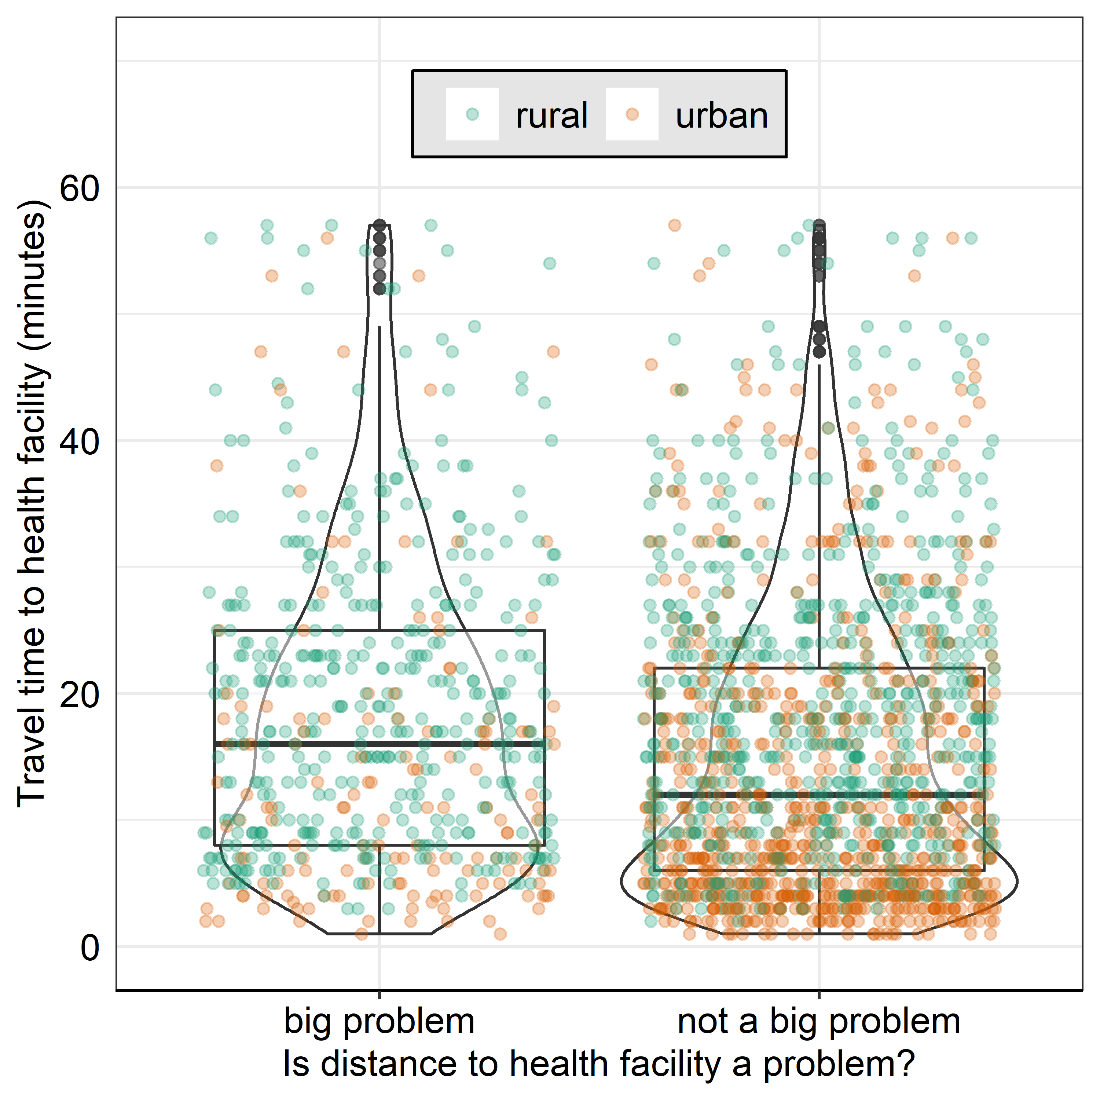 rural urban
Travel time to health facility (minutes)
60
40
20
0
big problem not a big problem
Is distance to health facility a problem?